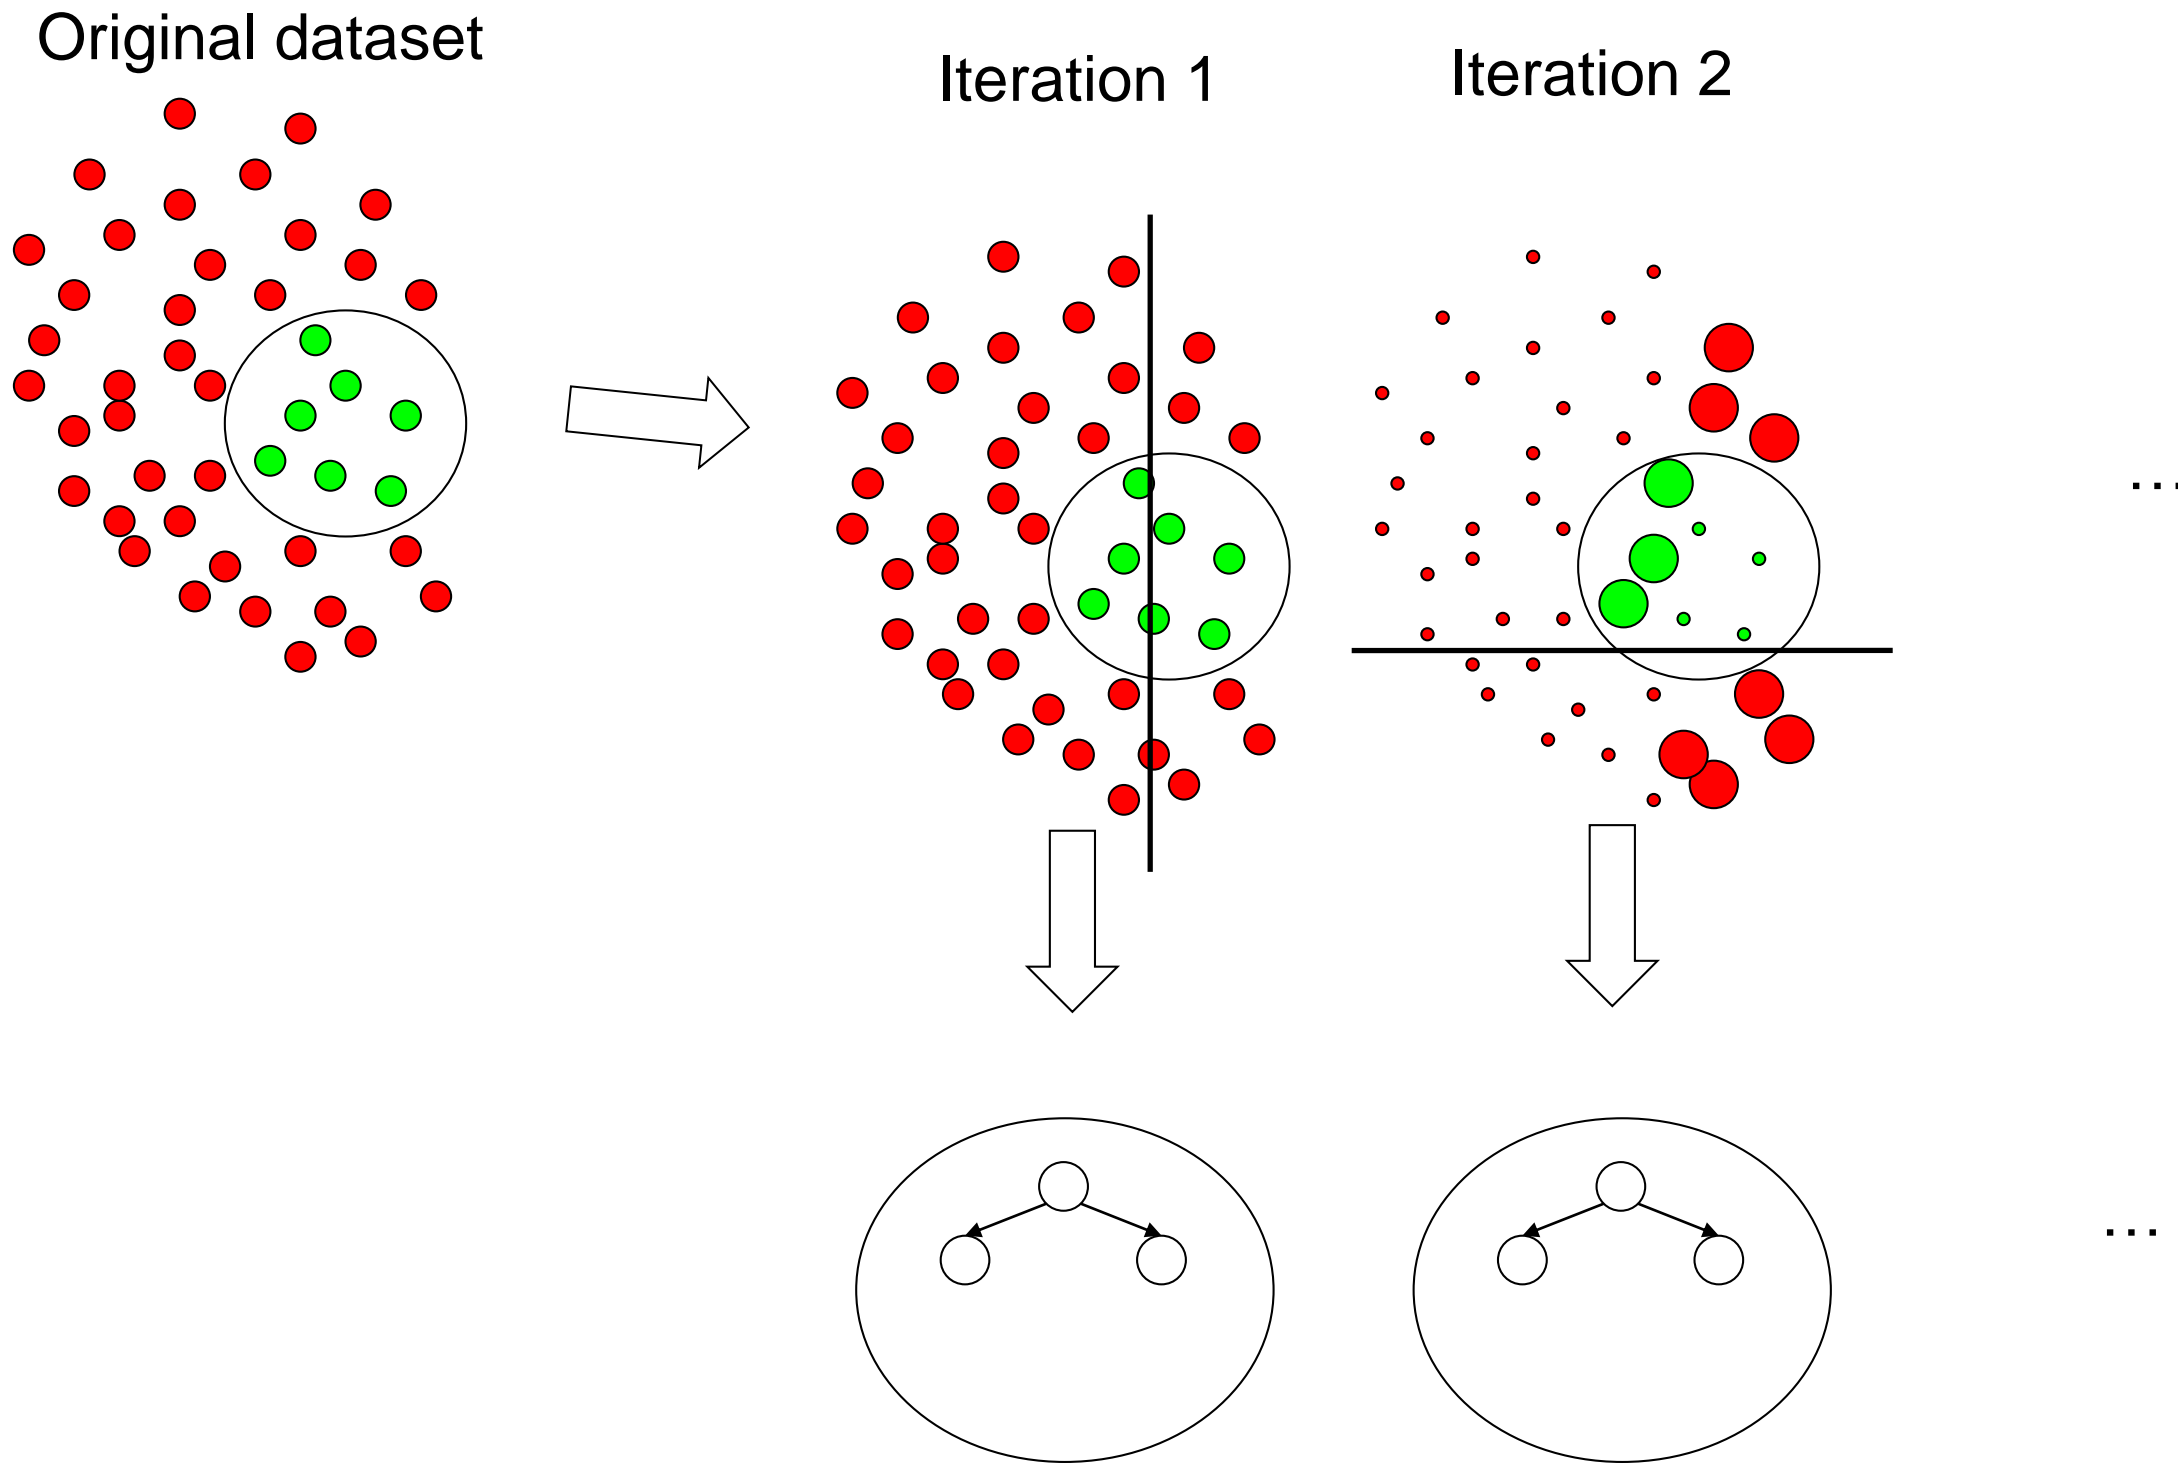 Original dataset
Iteration 1
Iteration 2
…
…